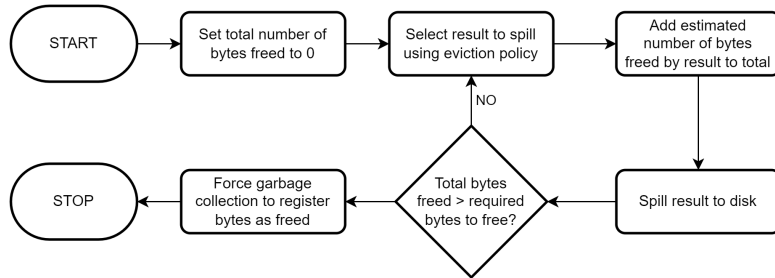 START
Set total number of
bytes freed to 0
Select result to spill
using eviction policy
Add estimated
number of bytes
freed by result to total
NO
STOP
Force garbage
collection to register
bytes as freed
Total bytes
freed > required
bytes to free?
Spill result to disk